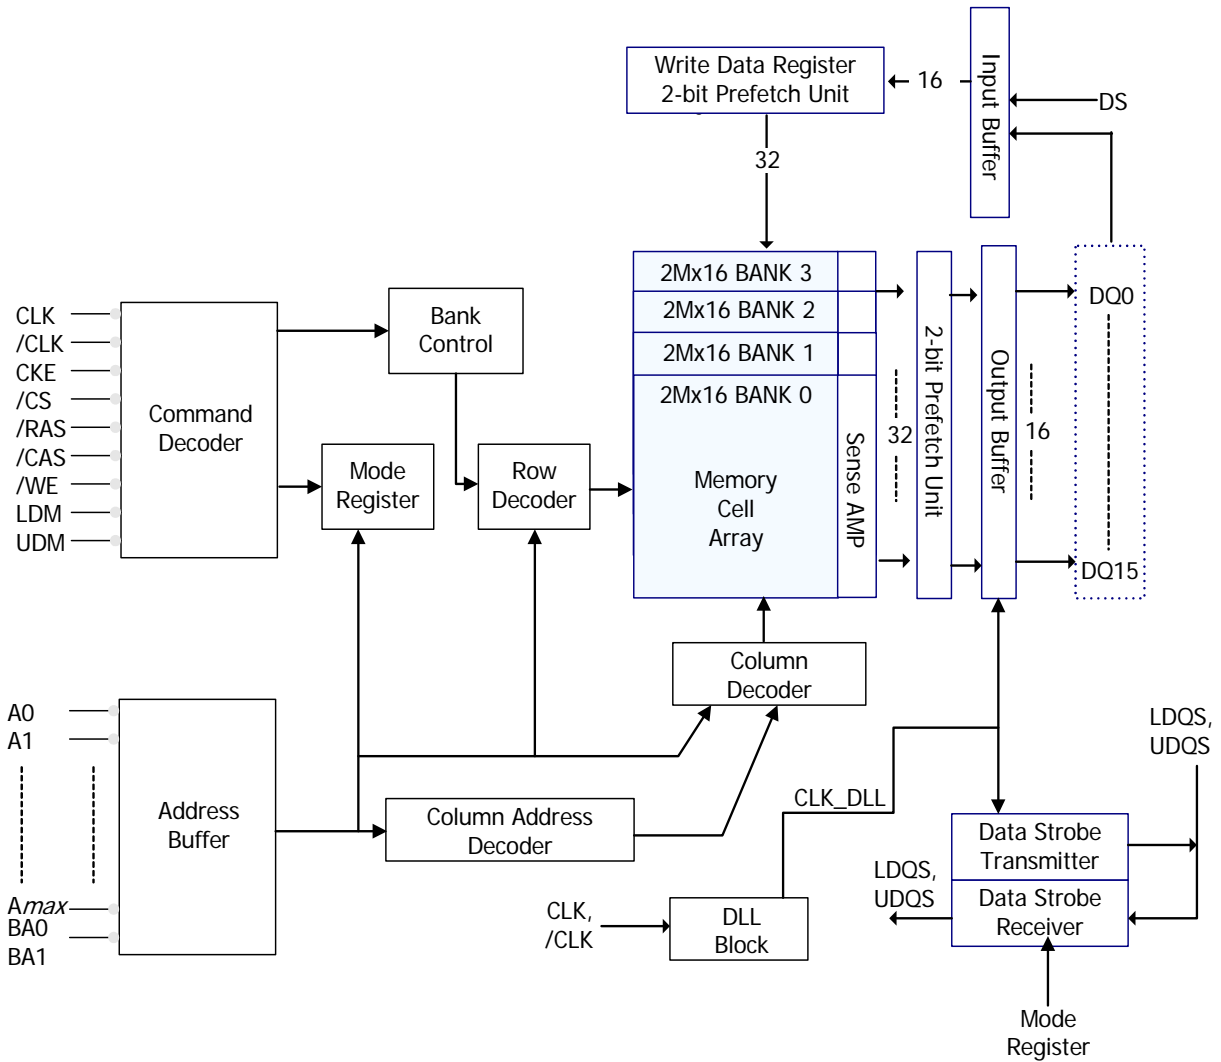 Write Data Register
2-bit Prefetch Unit
16
Input Buffer
DS
32
2Mx16 BANK 3
2Mx16 BANK 2
2Mx16 BANK 1
2Mx16 BANK 0
Memory
Cell
Array
Sense AMP
32
2-bit Prefetch Unit
Output Buffer
16
DQ0
DQ15
CLK
/CLK
CKE
/CS
/RAS
/CAS
/WE
LDM
UDM
Command
Decoder
Bank
Control
Mode
Register
Row
Decoder
Column
Decoder
A0
A1
Amax
BA0
BA1
Address
Buffer
Column Address
Decoder
CLK_DLL
CLK,
/CLK
DLL
Block
LDQS,
UDQS
Data Strobe
Transmitter
Data Strobe
Receiver
LDQS,
UDQS
Mode
Register